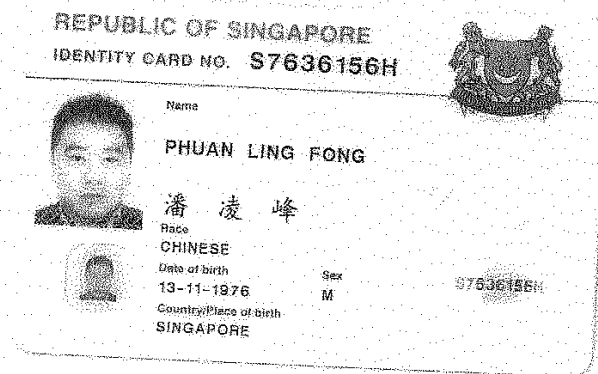 REPUBLIC OF SINGAPORE
IDENTITY CARD NO. S7636156H
Name
PHUAN LING FONG
潘 凌 峰
Race
CHINESE
Date of birth Sex
13-11-1976 M
S7636156H
Country/Place of birth
SINGAPORE